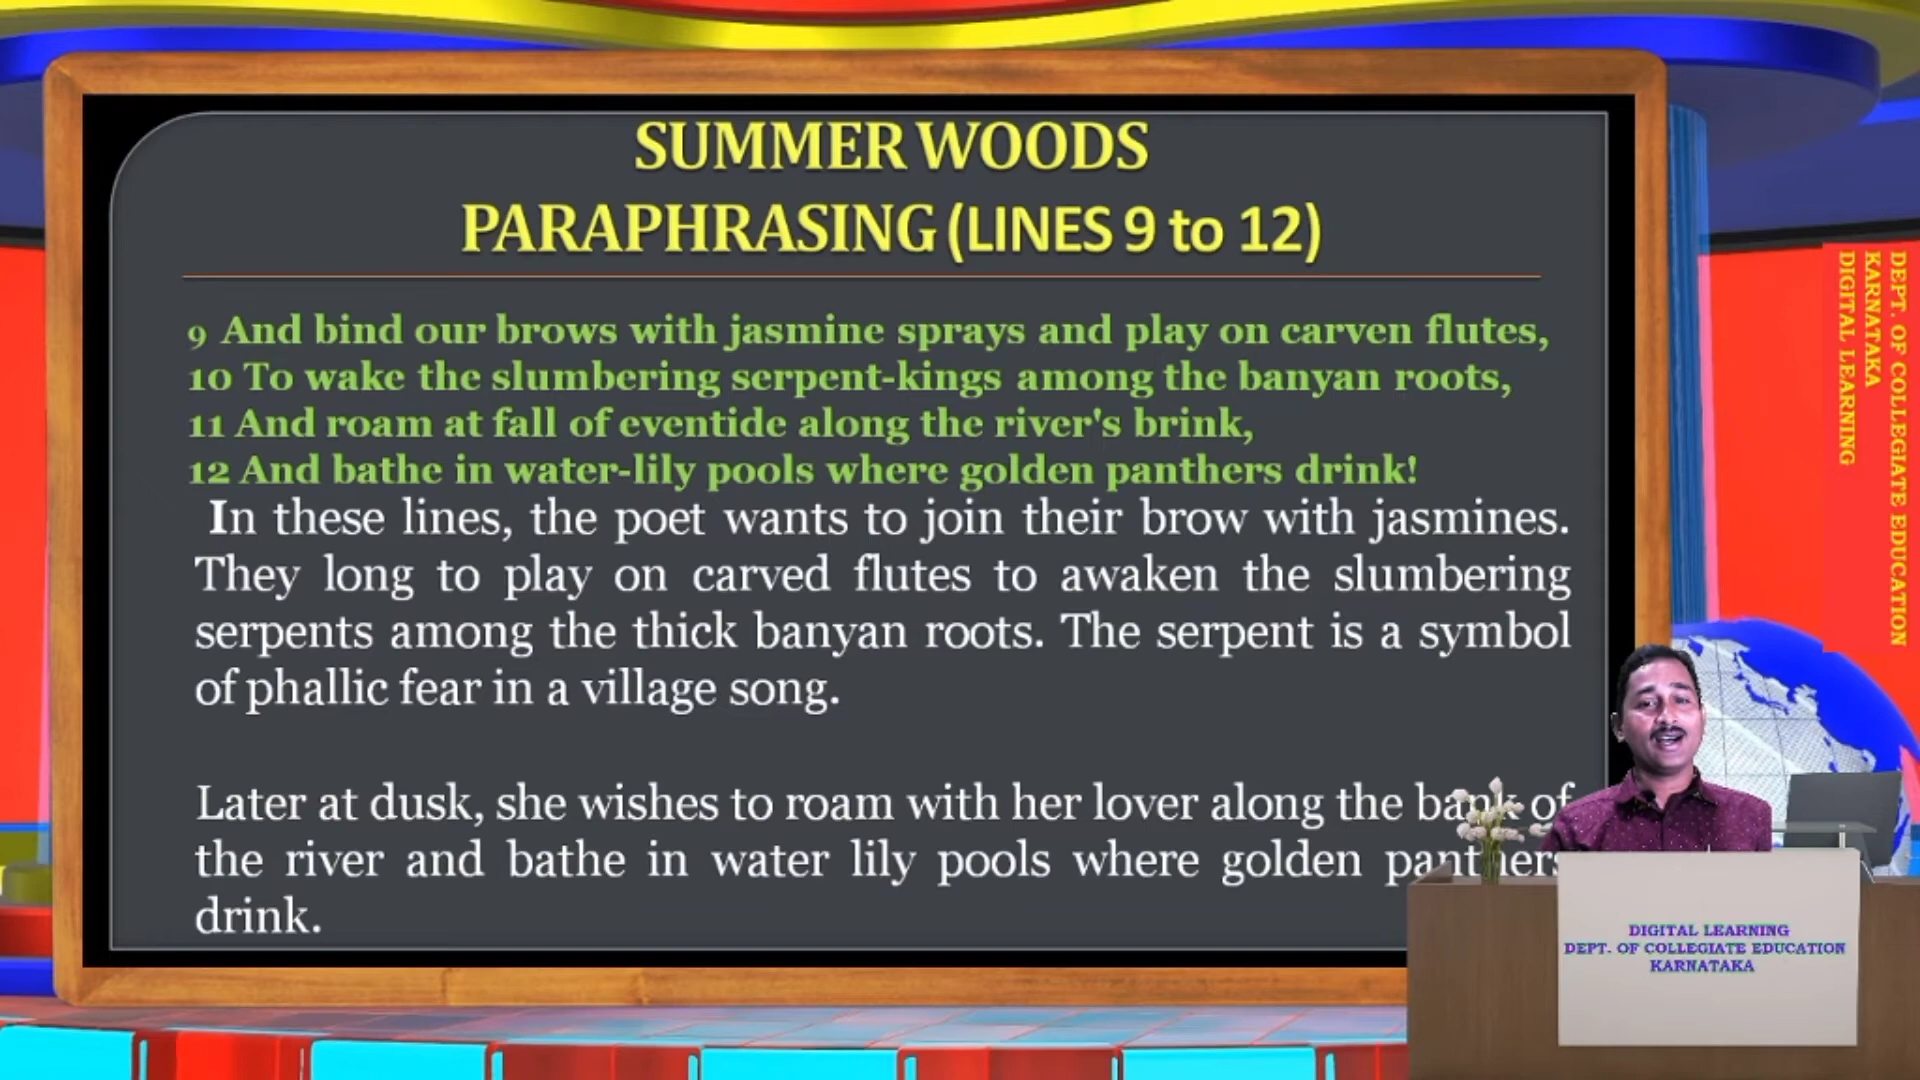 SUMMER WOODS
PARAPHRASING (LINES 9 to 12)
9 And bind our brows with jasmine sprays and play on carven flutes,
10 To wake the slumbering serpent-kings among the banyan roots,
11 And roam at fall of eventide along the river's brink,
12 And bathe in water-lily pools where golden panthers drink!
In these lines, the poet wants to join their brow with jasmines.
They long to play on carved flutes to awaken the slumbering
serpents among the thick banyan roots. The serpent is a symbol
of phallic fear in a village song.
Later at dusk, she wishes to roam with her lover along the bank of
the river and bathe in water lily pools where golden panthers
drink.
DEPT. OF COLLEGIATE EDUCATION
KARNATAKA
DIGITAL LEARNING
DIGITAL LEARNING
DEPT. OF COLLEGIATE EDUCATION
KARNATAKA